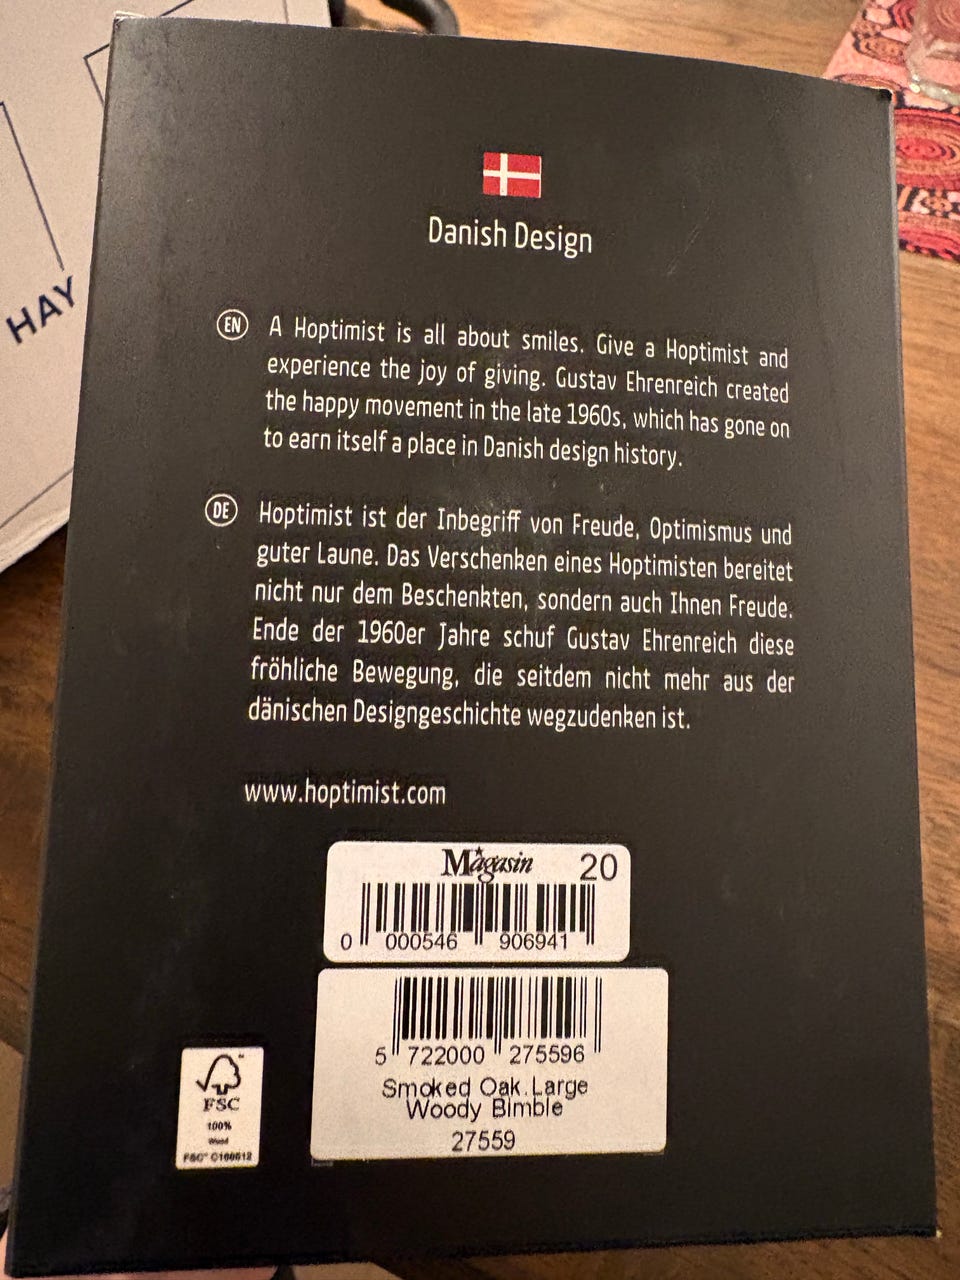 HAY
Danish Design
EN
A Hoptimist is all about smiles. Give a Hoptimist and
experience the joy of giving. Gustav Ehrenreich created
the happy movement in the late 1960s, which has gone on
to earn itself a place in Danish design history.
DE
Hoptimist ist der Inbegriff von Freude, Optimismus und
guter Laune. Das Verschenken eines Hoptimisten bereitet
nicht nur dem Beschenkten, sondern auch Ihnen Freude.
Ende der 1960er Jahre schuf Gustav Ehrenreich diese
fröhliche Bewegung, die seitdem nicht mehr aus der
dänischen Designgeschichte wegzudenken ist.
www.hoptimist.com
Magasin 20
0 000546 906941
5 722000 275596
Smoked Oak.Large
Woody BImble
27559
FSC
100%
Wood
FSC® C166612